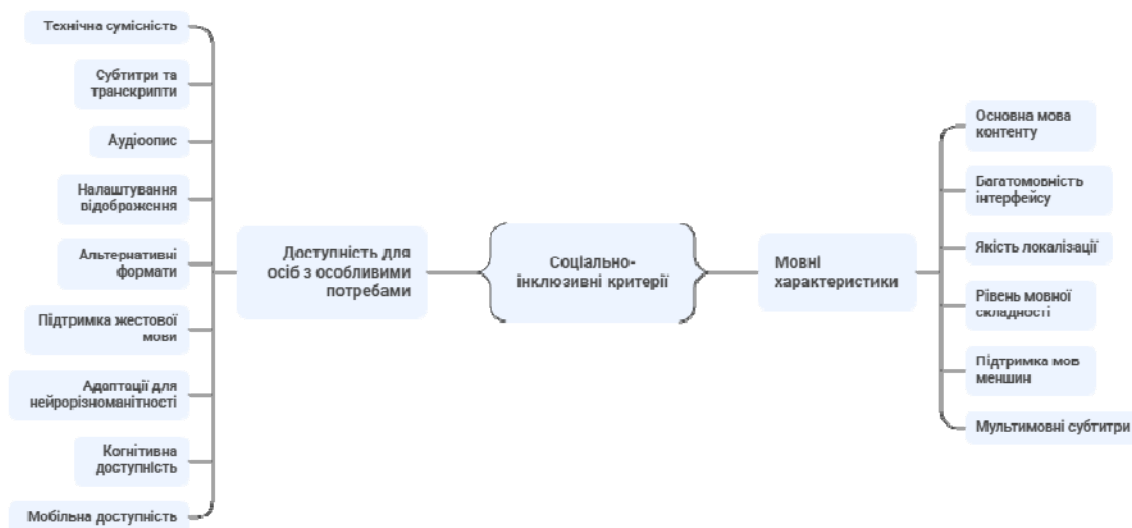 Технічна сумісність
Субтитри та
транскрипти
Аудіоопис
Налаштування
відображення
Альтернативні
формати
Підтримка жестової
мови
Адаптації для
нейрорізноманітності
Когнітивна
доступність
Мобільна доступність
Доступність для
осіб з особливими
потребами
Соціально-
інклюзивні критерії
Мовні
характеристики
Основна мова
контенту
Багатомовність
інтерфейсу
Якість локалізації
Рівень мовної
складності
Підтримка мов
меншин
Мультимовні субтитри